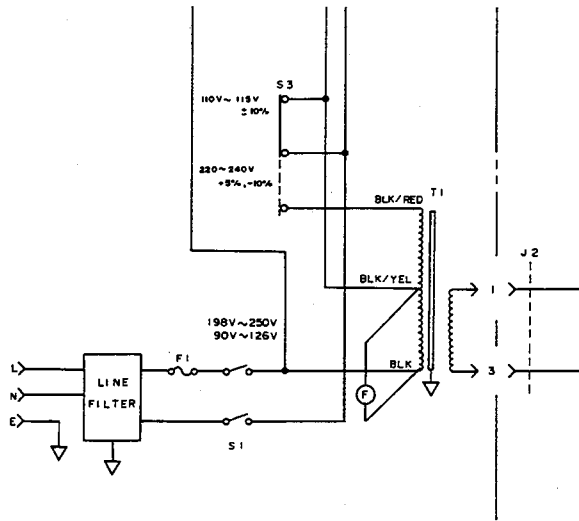 S3
110V~115V
±10%
220~240V
+5%,-10%
BLK/RED
T1
BLK/YEL
J2
1
198V~250V
90V~126V
F1
BLK
3
L
LINE
FILTER
N
F
E
S1